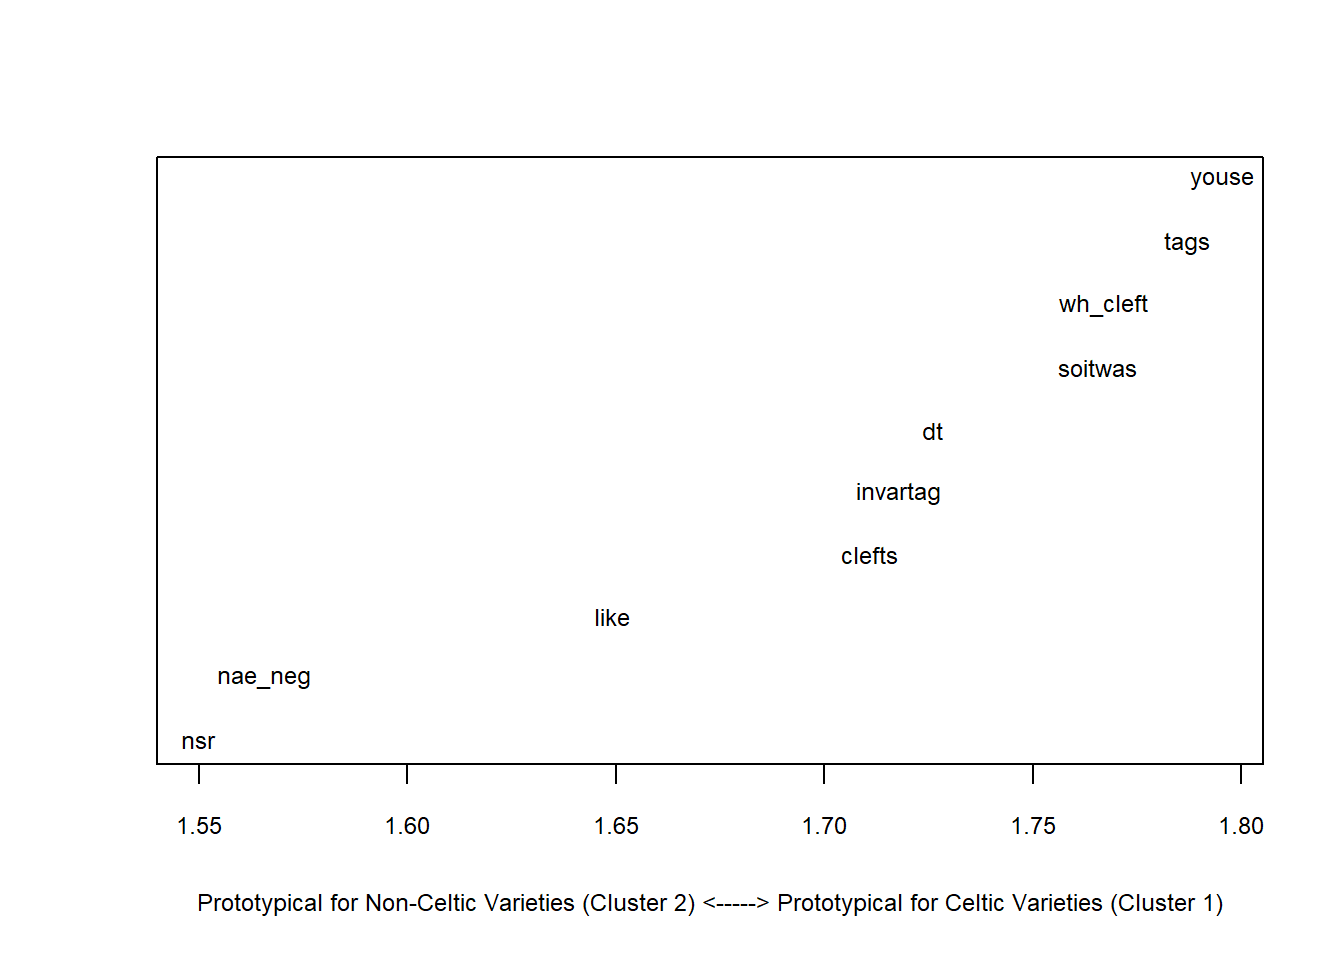 youse
tags
wh_cleft
soitwas
dt
invartag
clefts
like
nae_neg
nsr
1.55 1.60 1.65 1.70 1.75 1.80
Prototypical for Non-Celtic Varieties (Cluster 2) <-----> Prototypical for Celtic Varieties (Cluster 1)